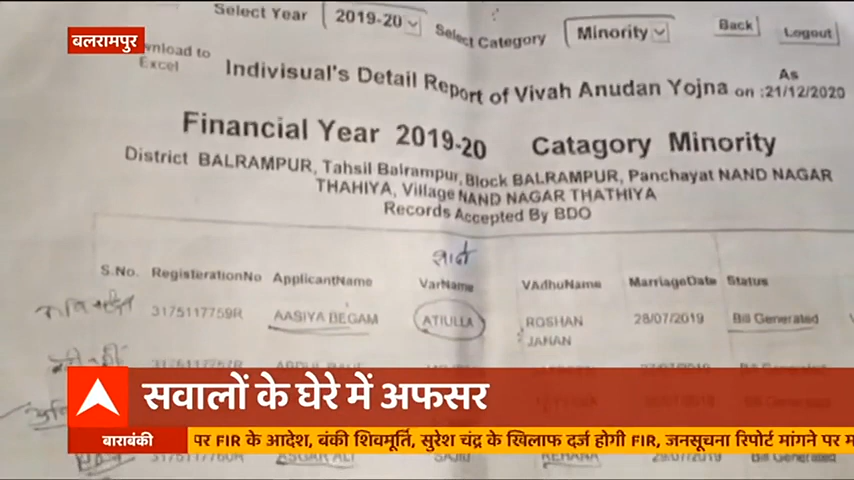 बलरामपुर
Select Year 2019-20 Select Category Minority Back Logout
wnload to
Excel
Indivisual's Detail Report of Vivah Anudan Yojna on :21/12/2020
As
Financial Year 2019-20 Catagory Minority
District BALRAMPUR, Tahsil Balrampur, Block BALRAMPUR, Panchayat NAND NAGAR
THAHIYA, Village NAND NAGAR THATHIYA
Records Accepted By BDO
S.No. RegisterationNo ApplicantName VarName VAdhuName MarriageDate Status
3175117759R AASIYA BEGAM ATIULLA ROSHAN JAHAN 28/07/2019 Bill Generated
सवालों के घेरे में अफसर
बाराबंकी
पर FIR के आदेश, बंकी शिवमूर्ति, सुरेश चंद्र के खिलाफ दर्ज होगी FIR, जनसूचना रिपोर्ट मांगने पर म
ASGAR ALI SAJID REHANA